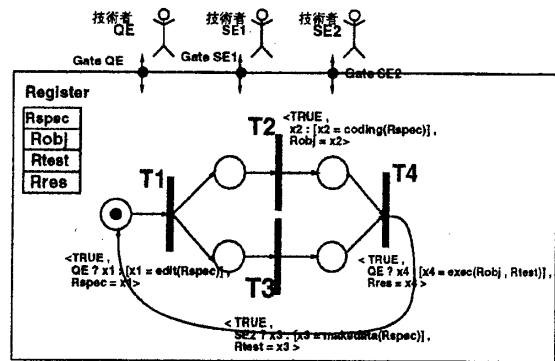 技術者 QE
技術者 SE1
技術者 SE2
Gate QE
Gate SE1
Gate SE2
Register
Rspec
Robj
Rtest
Rres
T1
T2
T3
T4
<TRUE ,
x2 : [x2 = coding(Rspec)] ,
Robj = x2>
<TRUE ,
QE ? x1 : [x1 = edit(Rspec)] ,
Rspec = x1>
<TRUE ,
QE ? x4 : [x4 = exec(Robj , Rtest)] ,
Rres = x4>
< TRUE ,
SE2 ? x3 : [x3 = makedata(Rspec)] ,
Rtest = x3 >